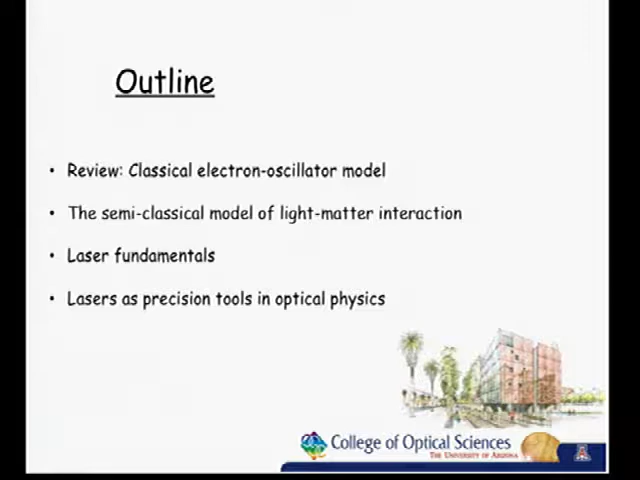 Outline
• Review: Classical electron-oscillator model
• The semi-classical model of light-matter interaction
• Laser fundamentals
• Lasers as precision tools in optical physics
College of Optical Sciences
THE UNIVERSITY OF ARIZONA
A